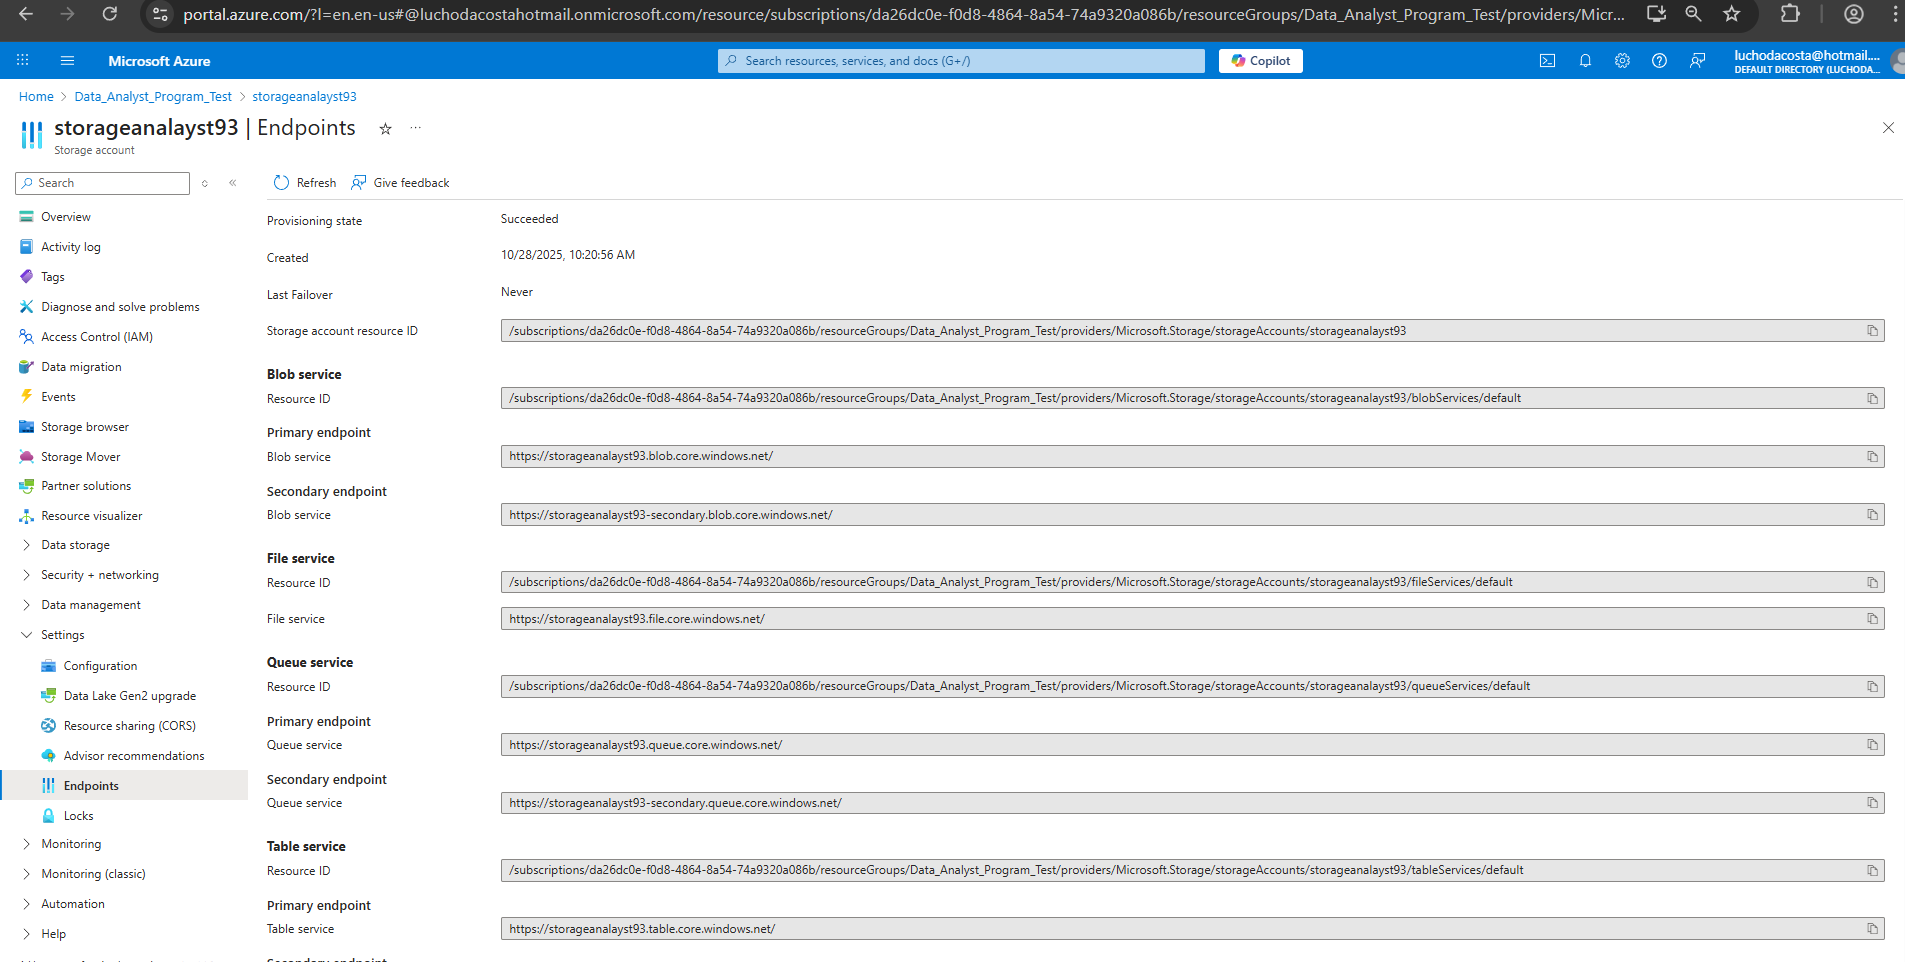 portal.azure.com/?l=en.en-us#@luchodacostahotmail.onmicrosoft.com/resource/subscriptions/da26dc0e-f0d8-4864-8a54-74a9320a086b/resourceGroups/Data_Analyst_Program_Test/providers/Micr...
Microsoft Azure
Search resources, services, and docs (G+/)
Copilot
luchodacosta@hotmail....
DEFAULT DIRECTORY (LUCHODA...
Home > Data_Analyst_Program_Test > storageanalayst93
storageanalayst93 | Endpoints
Storage account
Search
Refresh
Give feedback
Overview
Activity log
Tags
Diagnose and solve problems
Access Control (IAM)
Data migration
Events
Storage browser
Storage Mover
Partner solutions
Resource visualizer
Data storage
Security + networking
Data management
Settings
Configuration
Data Lake Gen2 upgrade
Resource sharing (CORS)
Advisor recommendations
Endpoints
Locks
Monitoring
Monitoring (classic)
Automation
Help
Provisioning state
Succeeded
Created
10/28/2025, 10:20:56 AM
Last Failover
Never
Storage account resource ID
/subscriptions/da26dc0e-f0d8-4864-8a54-74a9320a086b/resourceGroups/Data_Analyst_Program_Test/providers/Microsoft.Storage/storageAccounts/storageanalayst93
Blob service
Resource ID
/subscriptions/da26dc0e-f0d8-4864-8a54-74a9320a086b/resourceGroups/Data_Analyst_Program_Test/providers/Microsoft.Storage/storageAccounts/storageanalayst93/blobServices/default
Primary endpoint
Blob service
https://storageanalayst93.blob.core.windows.net/
Secondary endpoint
Blob service
https://storageanalayst93-secondary.blob.core.windows.net/
File service
Resource ID
/subscriptions/da26dc0e-f0d8-4864-8a54-74a9320a086b/resourceGroups/Data_Analyst_Program_Test/providers/Microsoft.Storage/storageAccounts/storageanalayst93/fileServices/default
File service
https://storageanalayst93.file.core.windows.net/
Queue service
Resource ID
/subscriptions/da26dc0e-f0d8-4864-8a54-74a9320a086b/resourceGroups/Data_Analyst_Program_Test/providers/Microsoft.Storage/storageAccounts/storageanalayst93/queueServices/default
Primary endpoint
Queue service
https://storageanalayst93.queue.core.windows.net/
Secondary endpoint
Queue service
https://storageanalayst93-secondary.queue.core.windows.net/
Table service
Resource ID
/subscriptions/da26dc0e-f0d8-4864-8a54-74a9320a086b/resourceGroups/Data_Analyst_Program_Test/providers/Microsoft.Storage/storageAccounts/storageanalayst93/tableServices/default
Primary endpoint
Table service
https://storageanalayst93.table.core.windows.net/
Secondary endpoint